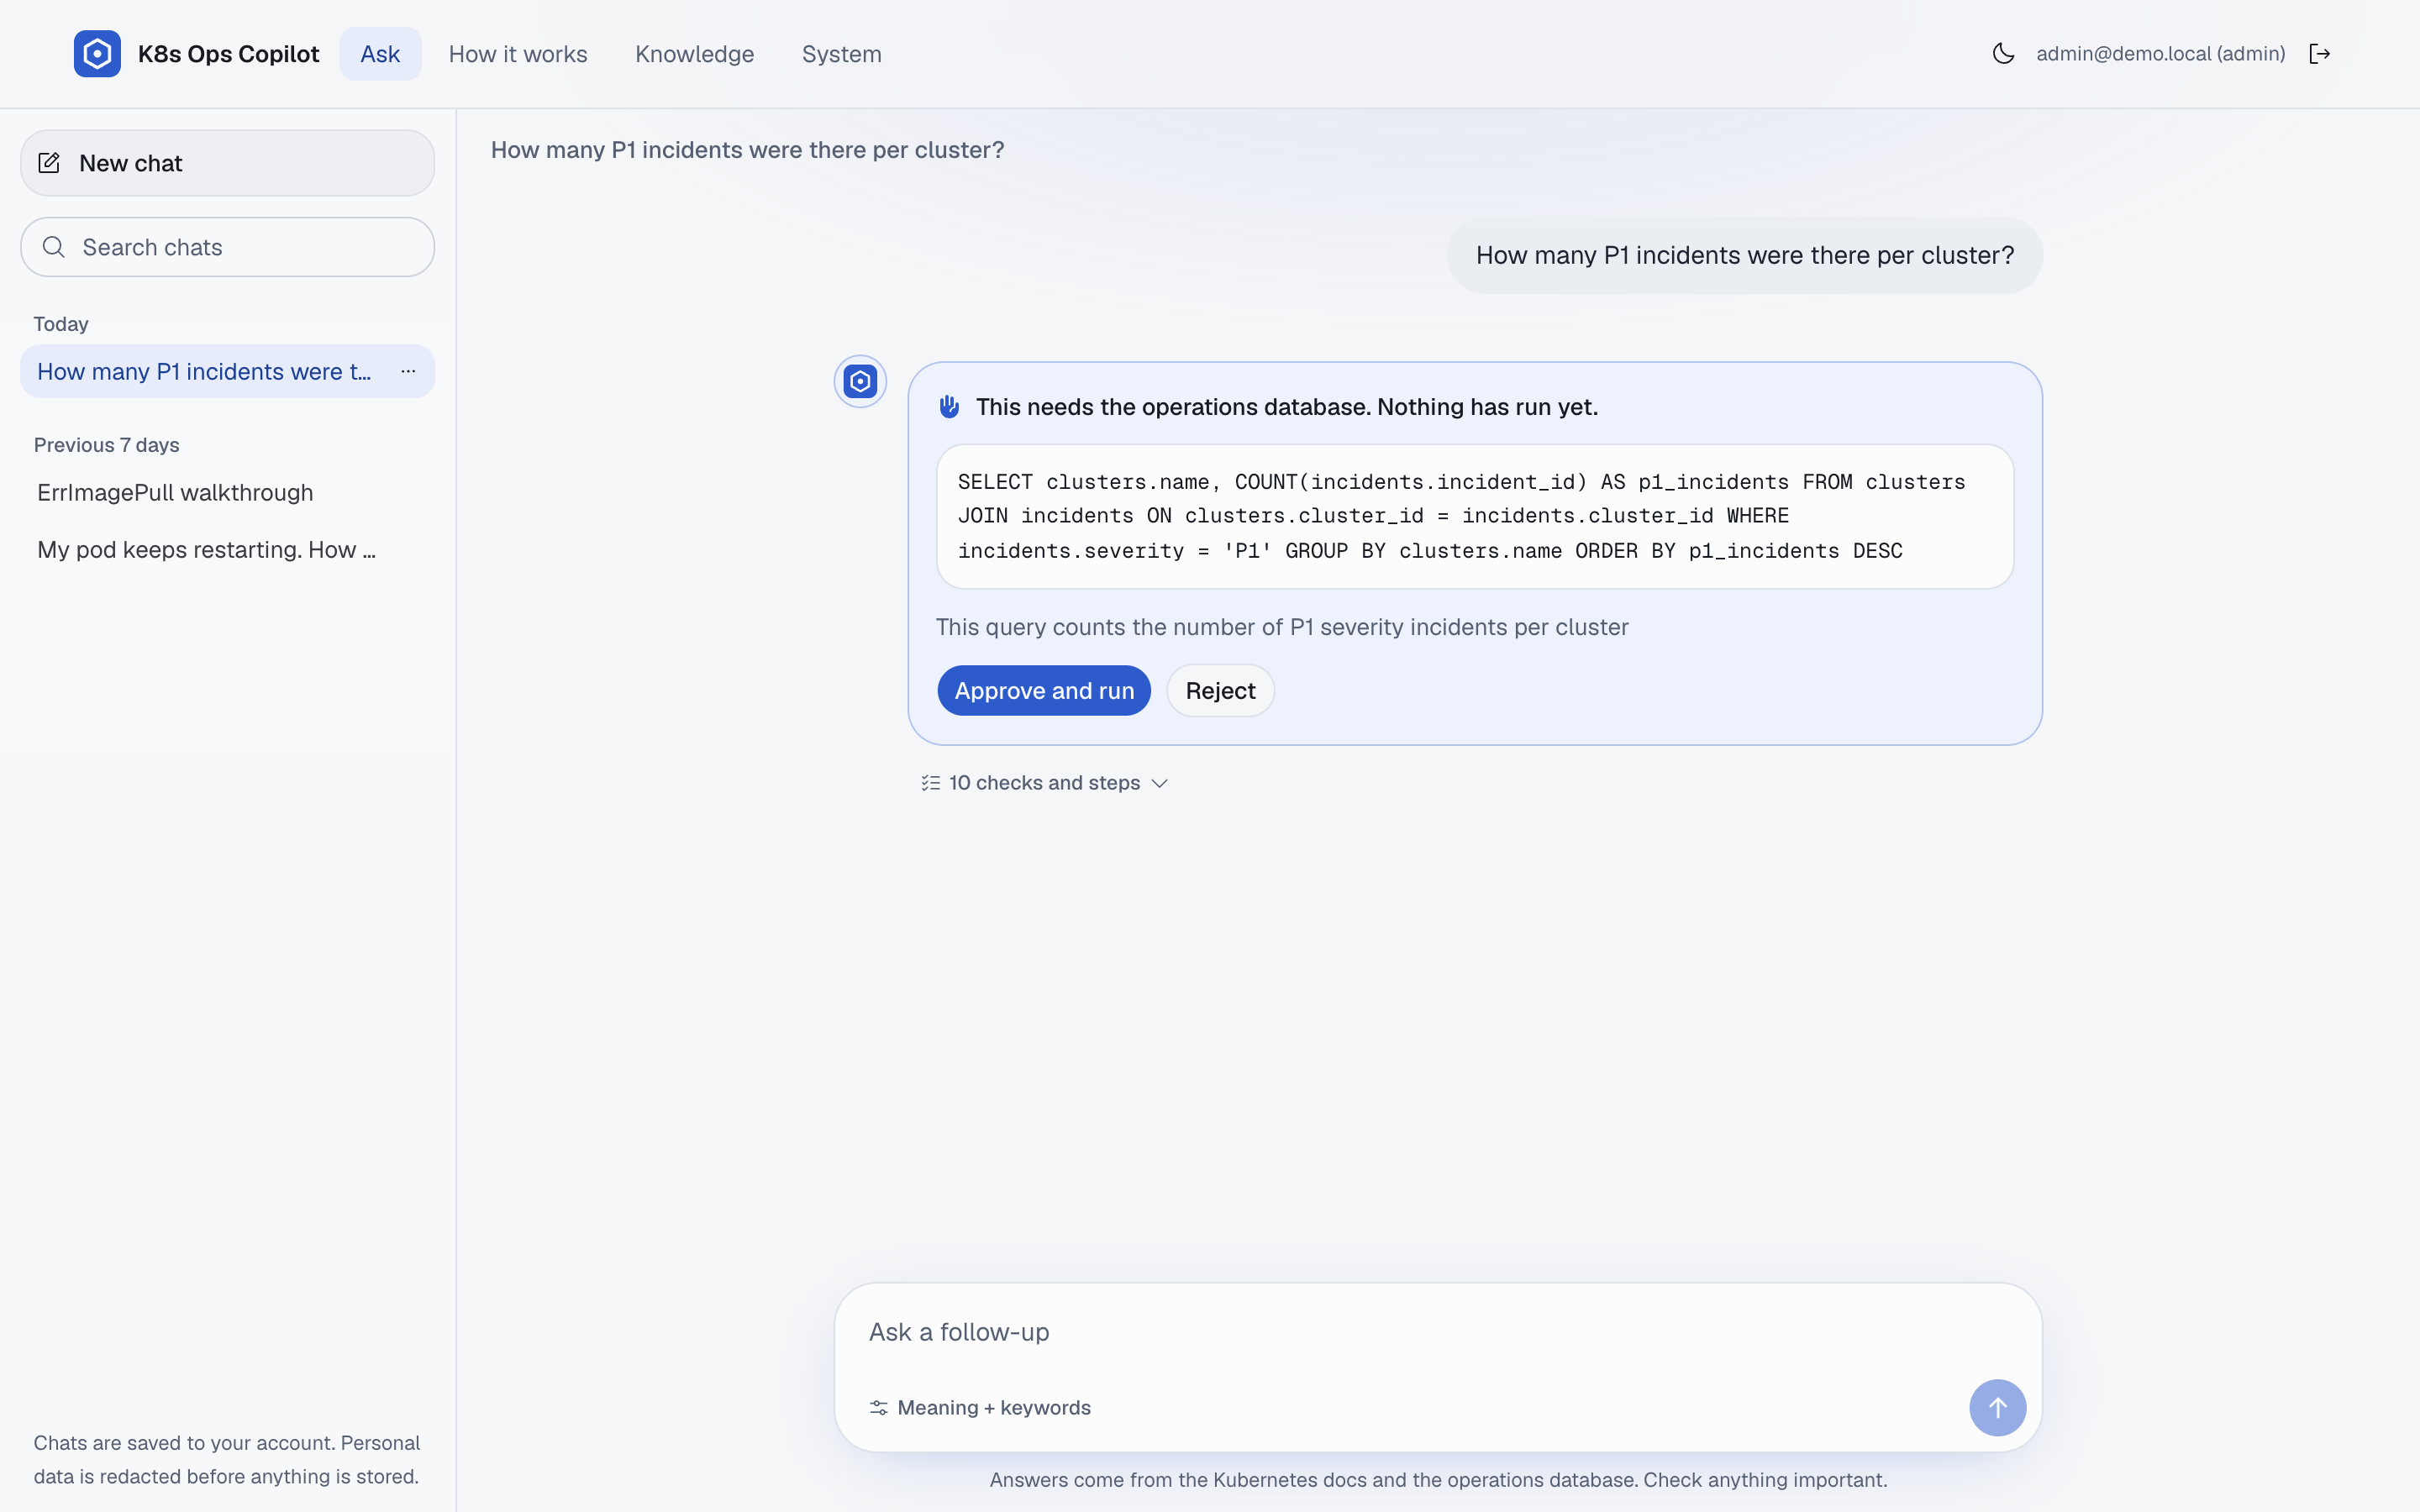 K8s Ops Copilot
Ask
How it works
Knowledge
System
admin@demo.local (admin)
New chat
Search chats
Today
How many P1 incidents were t...
Previous 7 days
ErrImagePull walkthrough
My pod keeps restarting. How ...
Chats are saved to your account. Personal
data is redacted before anything is stored.
How many P1 incidents were there per cluster?
How many P1 incidents were there per cluster?
This needs the operations database. Nothing has run yet.
SELECT clusters.name, COUNT(incidents.incident_id) AS p1_incidents FROM clusters
JOIN incidents ON clusters.cluster_id = incidents.cluster_id WHERE
incidents.severity = 'P1' GROUP BY clusters.name ORDER BY p1_incidents DESC
This query counts the number of P1 severity incidents per cluster
Approve and run
Reject
10 checks and steps
Ask a follow-up
Meaning + keywords
Answers come from the Kubernetes docs and the operations database. Check anything important.